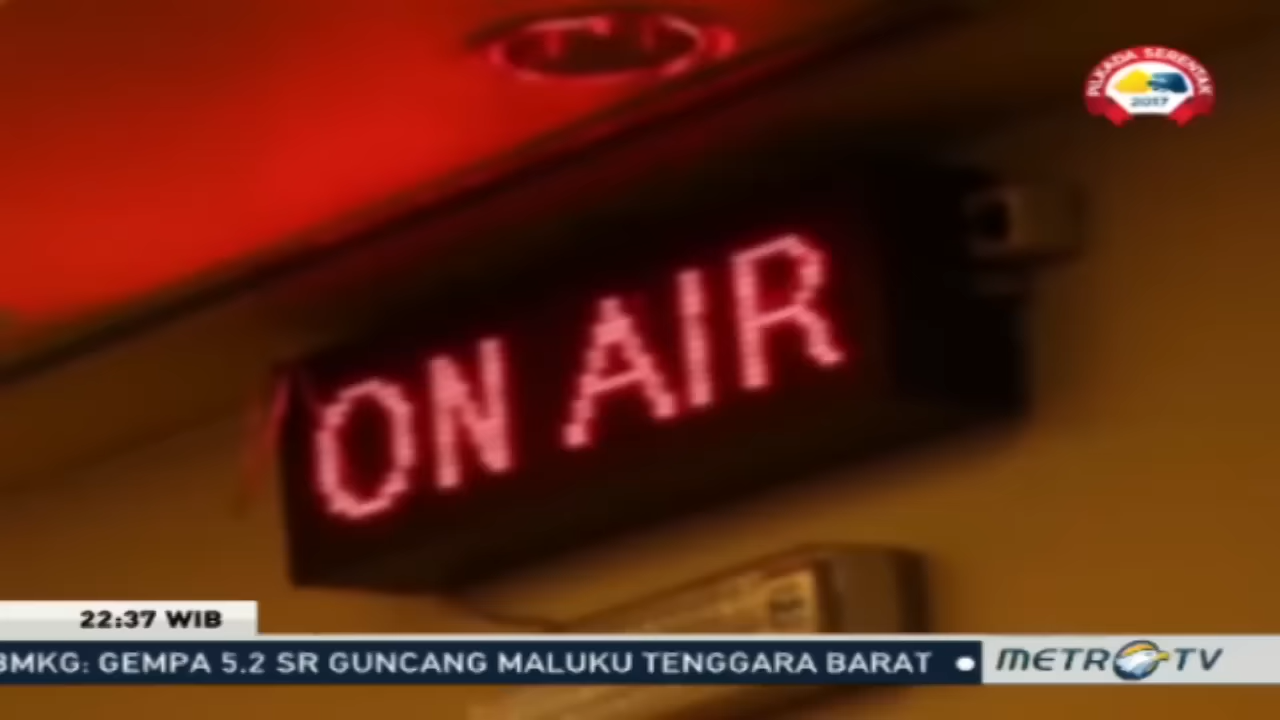 PILKADA SERENTAK
2017
ON AIR
22:37 WIB
BMKG: GEMPA 5.2 SR GUNCANG MALUKU TENGGARA BARAT
METRO TV